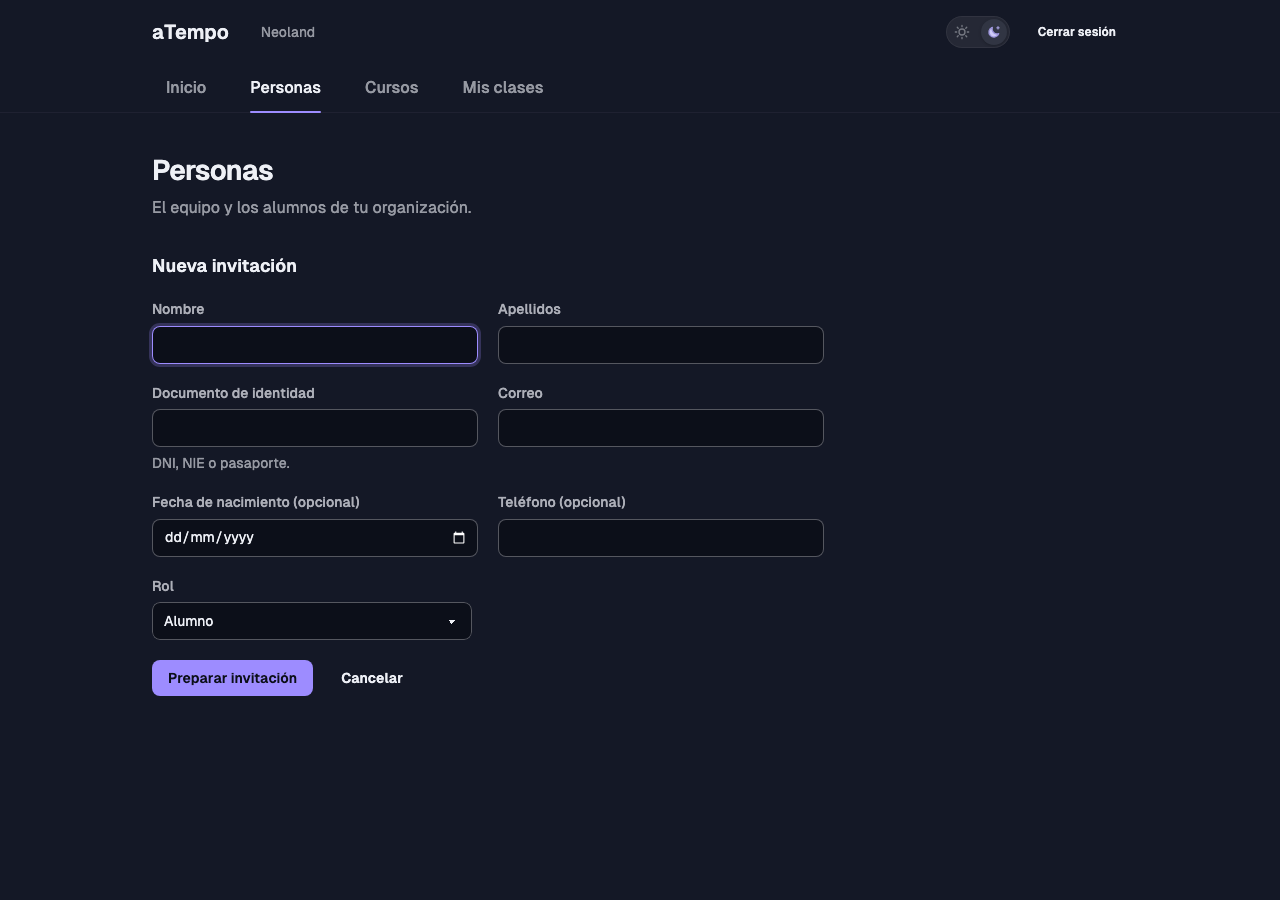 aTempo
Neoland
Cerrar sesión
Inicio
Personas
Cursos
Mis clases
Personas
El equipo y los alumnos de tu organización.
Nueva invitación
Nombre
Apellidos
Documento de identidad
Correo
DNI, NIE o pasaporte.
Fecha de nacimiento (opcional)
Teléfono (opcional)
dd/mm/yyyy
Rol
Alumno
Preparar invitación
Cancelar